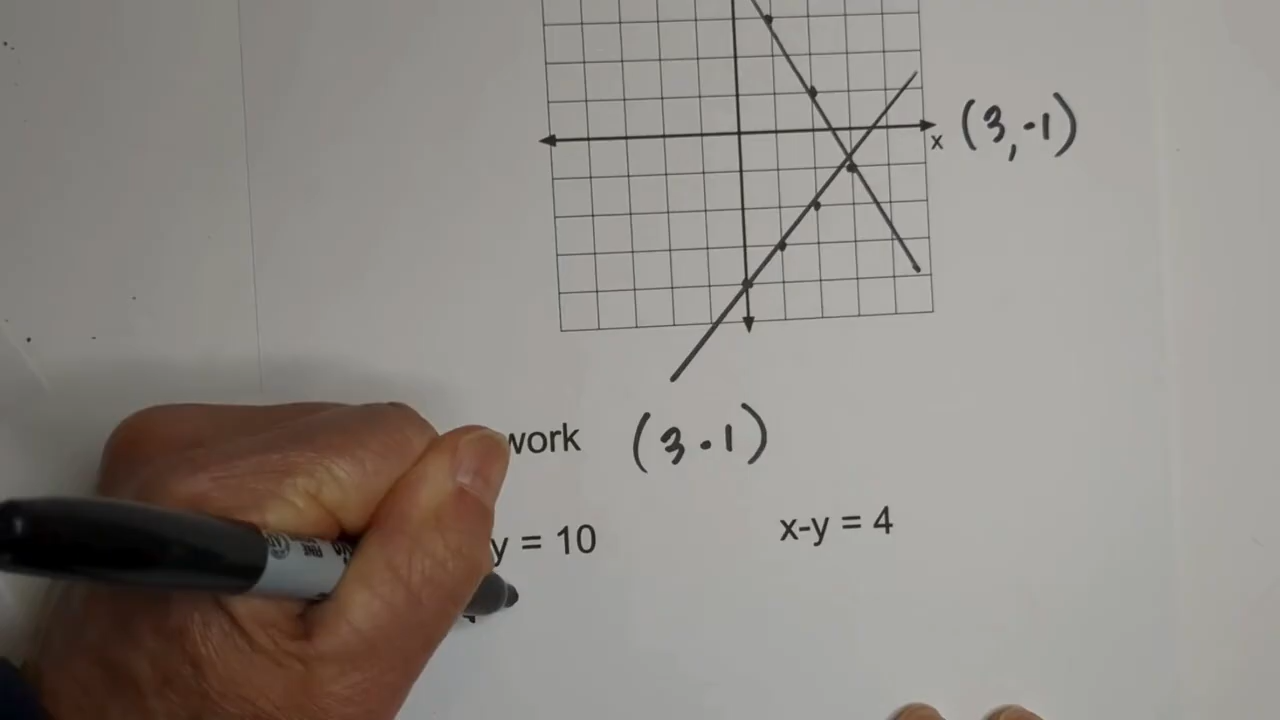 x (3,-1)
work (3 -1)
y = 10 x-y = 4